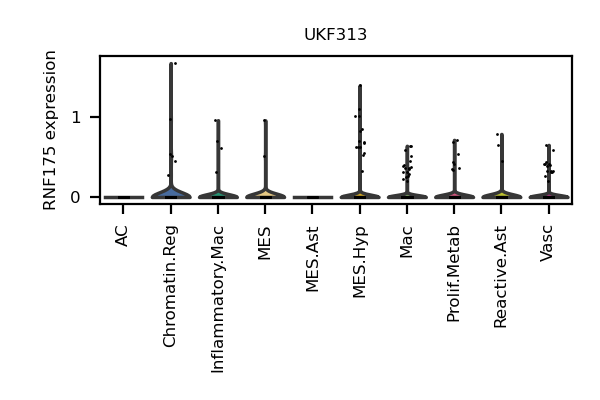 UKF313
RNF175 expression
1
0
AC
Chromatin.Reg
Inflammatory.Mac
MES
MES.Ast
MES.Hyp
Mac
Prolif.Metab
Reactive.Ast
Vasc